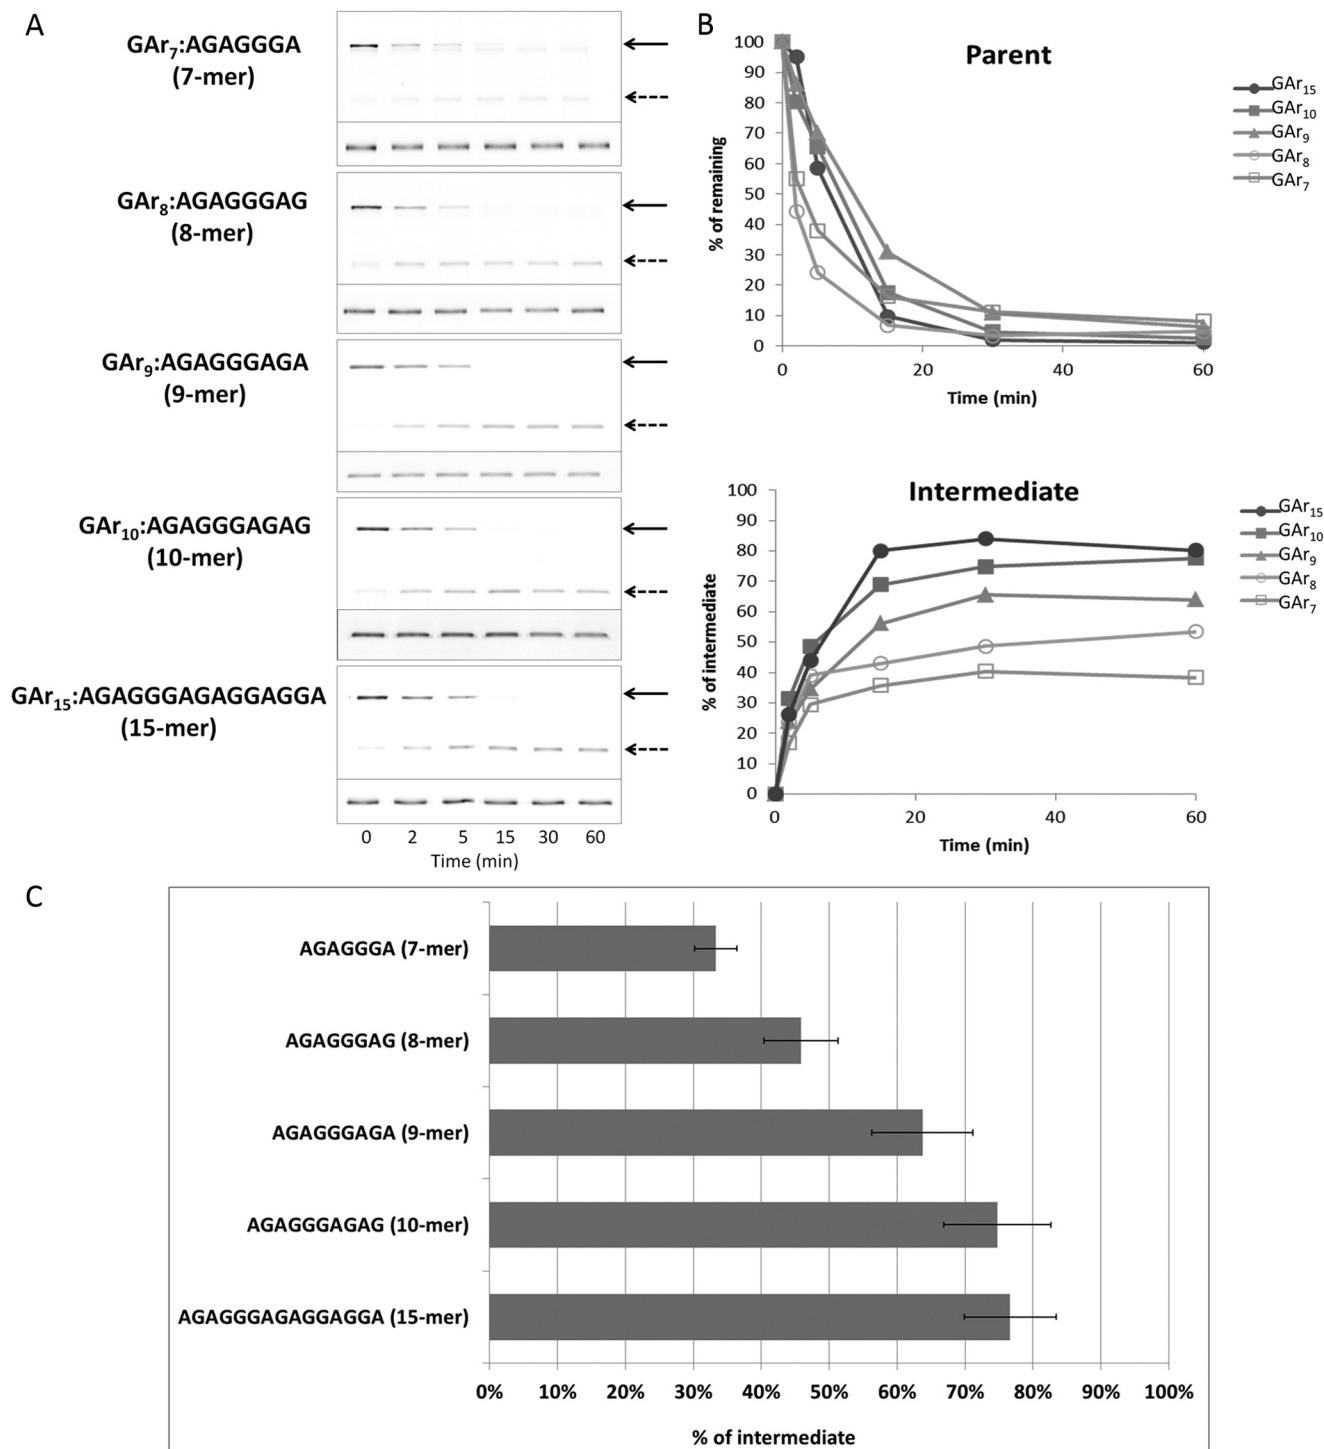 A
GAr7:AGAGGGA
(7-mer)
GAr8:AGAGGGAG
(8-mer)
GAr9:AGAGGGAGA
(9-mer)
GAr10:AGAGGGAGAG
(10-mer)
GAr15:AGAGGGAGAGGAGGA
(15-mer)
0 2 5 15 30 60
Time (min)
B
Parent
% of remaining
100
90
80
70
60
50
40
30
20
10
0
0 20 40 60
Time (min)
GAr15
GAr10
GAr9
GAr8
GAr7
Intermediate
% of intermediate
100
90
80
70
60
50
40
30
20
10
0
0 20 40 60
Time (min)
GAr15
GAr10
GAr9
GAr8
GAr7
C
AGAGGGA (7-mer)
AGAGGGAG (8-mer)
AGAGGGAGA (9-mer)
AGAGGGAGAG (10-mer)
AGAGGGAGAGGAGGA (15-mer)
0% 10% 20% 30% 40% 50% 60% 70% 80% 90% 100%
% of intermediate